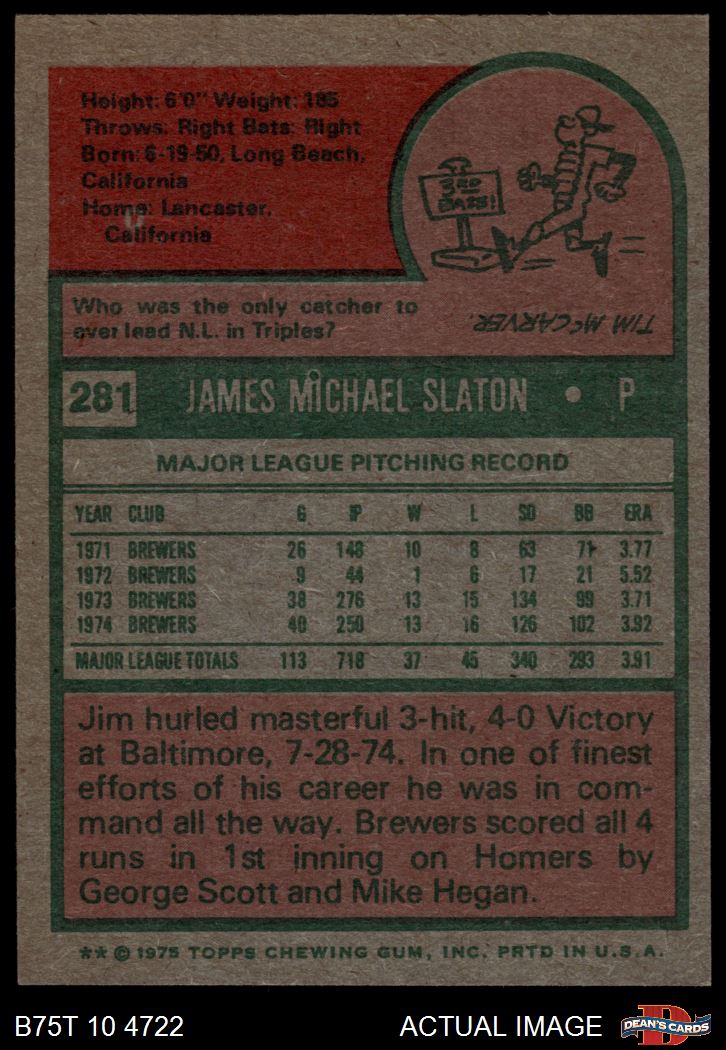 Height: 6'0" Weight: 185
Throws: Right Bats: Right
Born: 6-19-50, Long Beach,
California
Home: Lancaster,
California
3RD
BASE!
Who was the only catcher to
ever lead N.L. in Triples?
TIM McCARVER.
281 JAMES MICHAEL SLATON • P
MAJOR LEAGUE PITCHING RECORD
YEAR CLUB G IP W L SO BB ERA
1971 BREWERS 26 148 10 8 63 71 3.77
1972 BREWERS 9 44 1 6 17 21 5.52
1973 BREWERS 38 276 13 15 134 99 3.71
1974 BREWERS 40 250 13 16 126 102 3.92
MAJOR LEAGUE TOTALS 113 718 37 45 340 293 3.91
Jim hurled masterful 3-hit, 4-0 Victory
at Baltimore, 7-28-74. In one of finest
efforts of his career he was in com-
mand all the way. Brewers scored all 4
runs in 1st inning on Homers by
George Scott and Mike Hegan.
** © 1975 TOPPS CHEWING GUM, INC. PRTD IN U.S.A.
B75T 10 4722 ACTUAL IMAGE DEAN'S CARDS